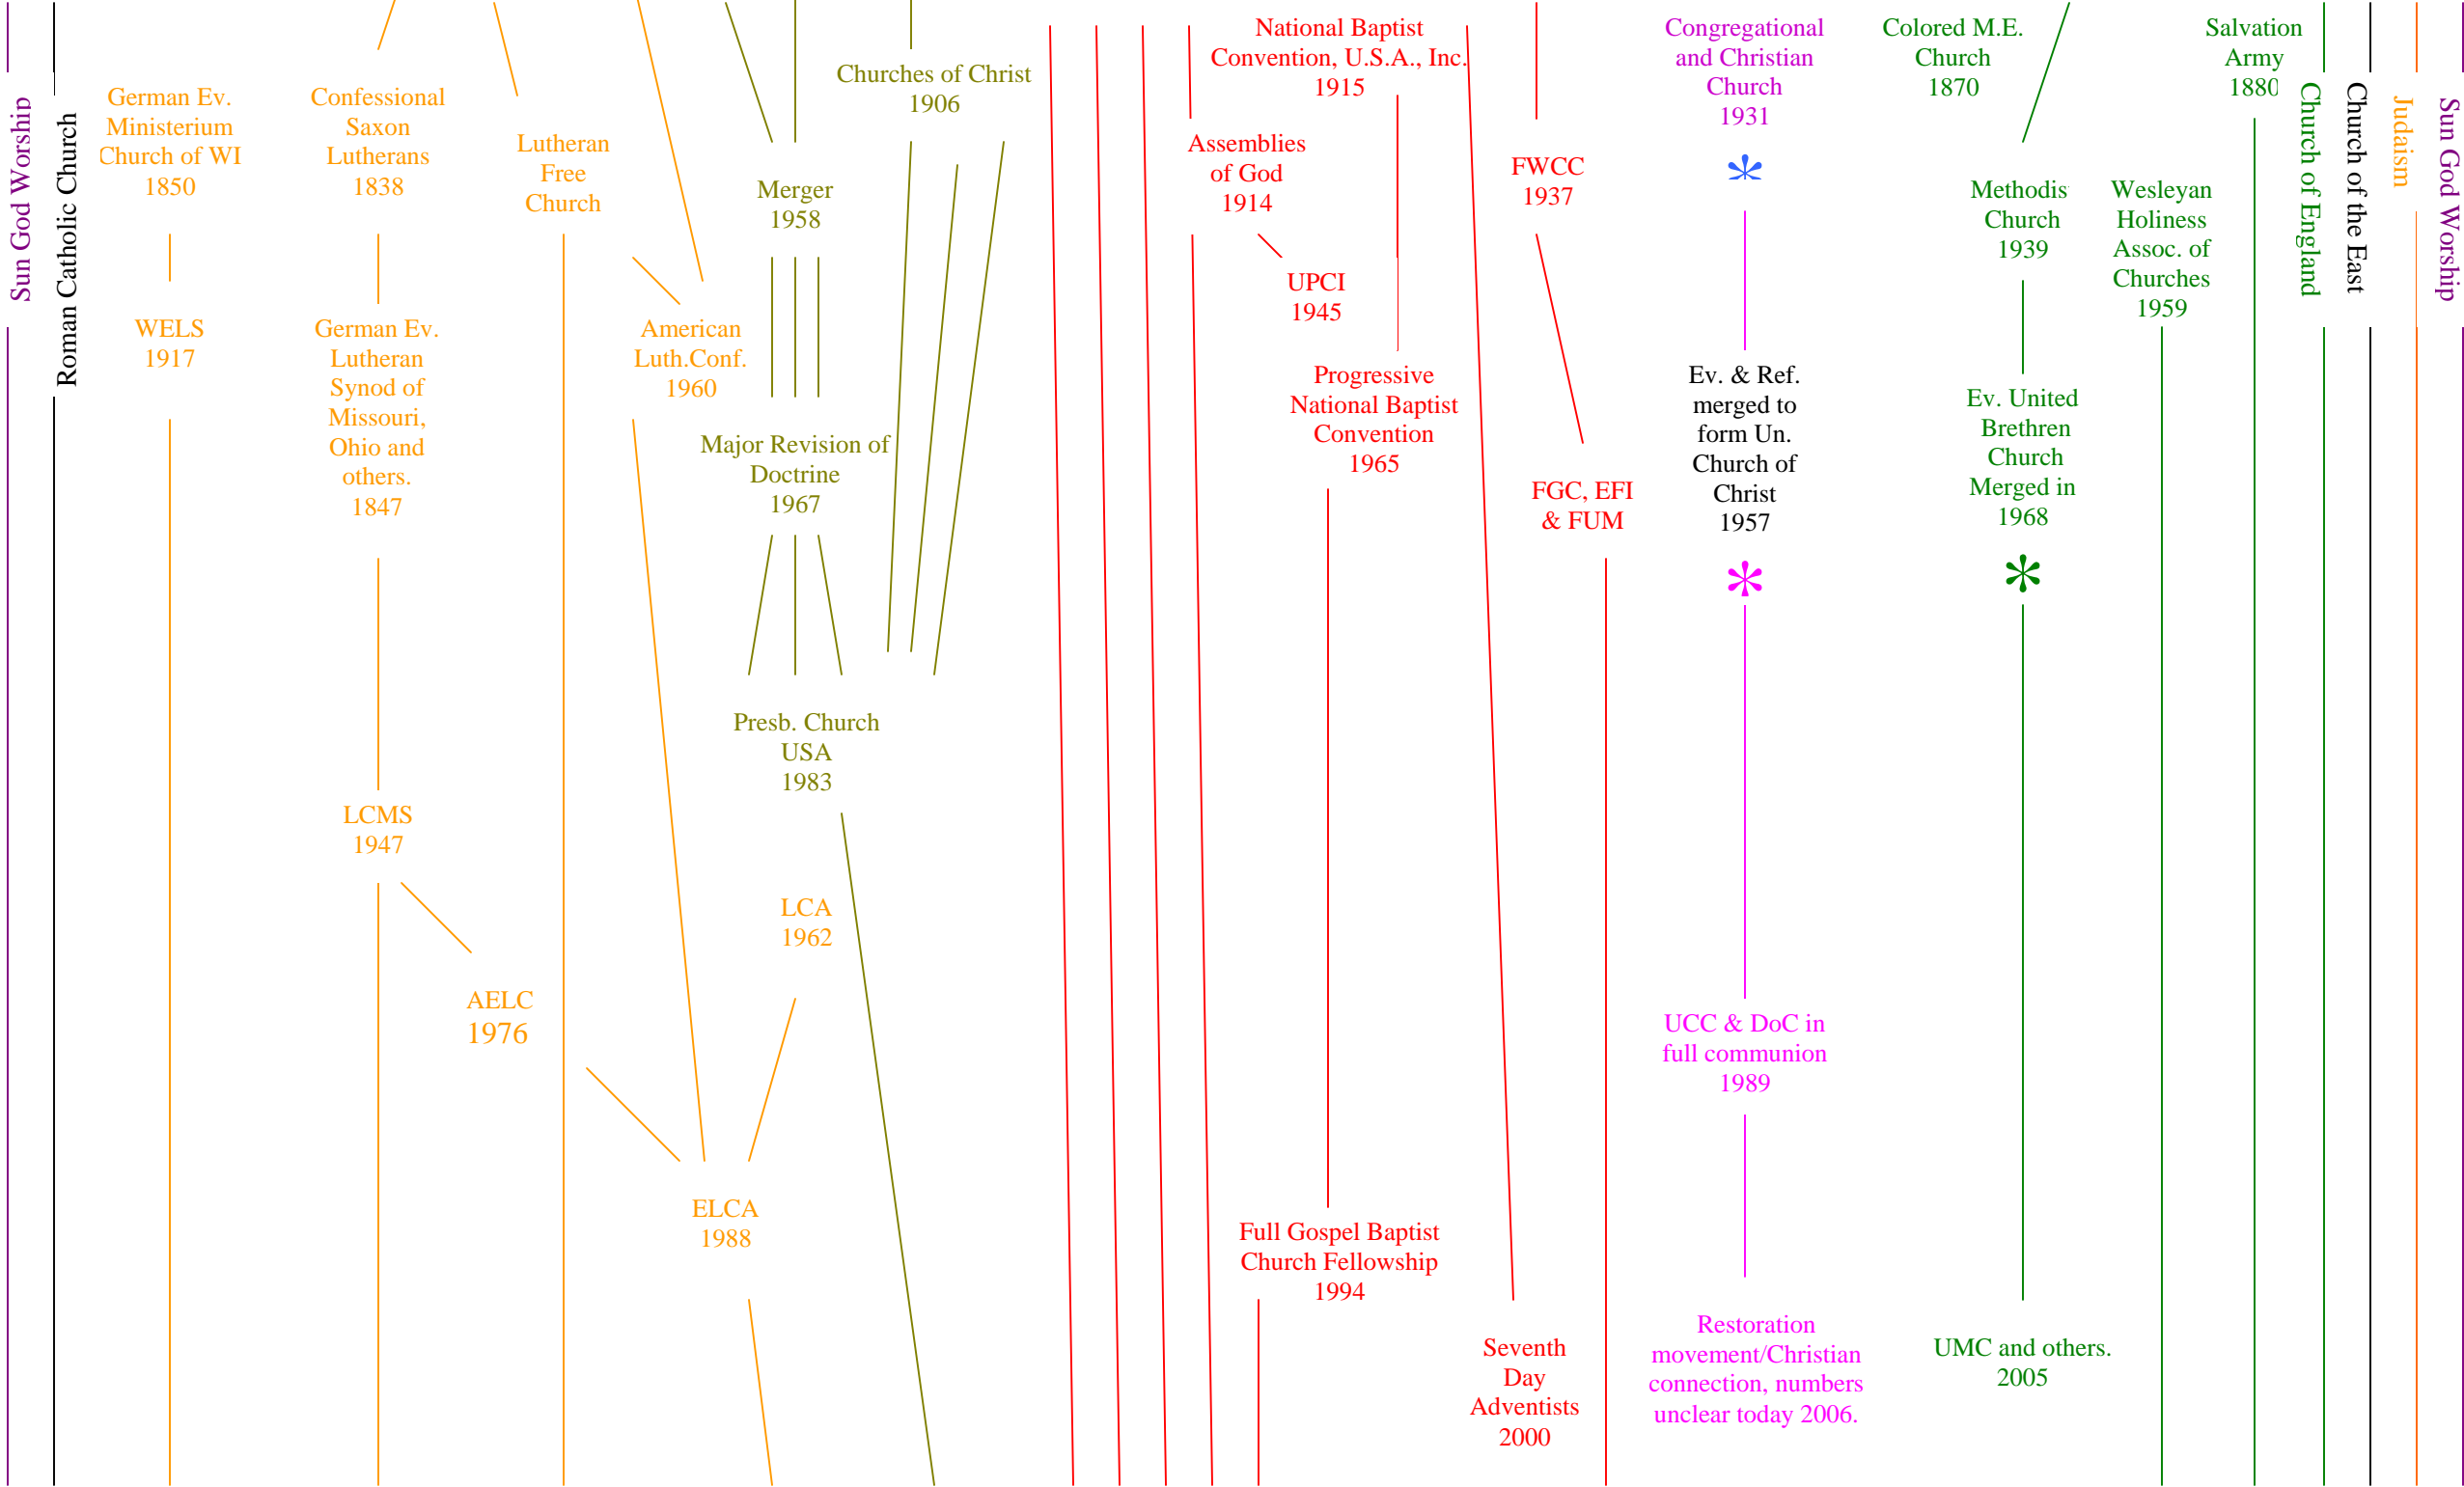 Sun God Worship
Roman Catholic Church
German Ev.
Ministerium
Church of WI
1850
WELS
1917
Confessional
Saxon
Lutherans
1838
German Ev.
Lutheran
Synod of
Missouri,
Ohio and
others.
1847
LCMS
1947
AELC
1976
Lutheran
Free
Church
American
Luth.Conf.
1960
Merger
1958
Major Revision of
Doctrine
1967
Presb. Church
USA
1983
LCA
1962
ELCA
1988
Churches of Christ
1906
National Baptist
Convention, U.S.A., Inc.
1915
Assemblies
of God
1914
UPCI
1945
Progressive
National Baptist
Convention
1965
Full Gospel Baptist
Church Fellowship
1994
FWCC
1937
FGC, EFI
& FUM
Seventh
Day
Adventists
2000
Congregational
and Christian
Church
1931
*
Ev. & Ref.
merged to
form Un.
Church of
Christ
1957
*
UCC & DoC in
full communion
1989
Restoration
movement/Christian
connection, numbers
unclear today 2006.
Colored M.E.
Church
1870
Methodis
Church
1939
Ev. United
Brethren
Church
Merged in
1968
*
UMC and others.
2005
Wesleyan
Holiness
Assoc. of
Churches
1959
Salvation
Army
1880
Church of England
Church of the East
Judaism
Sun God Worship